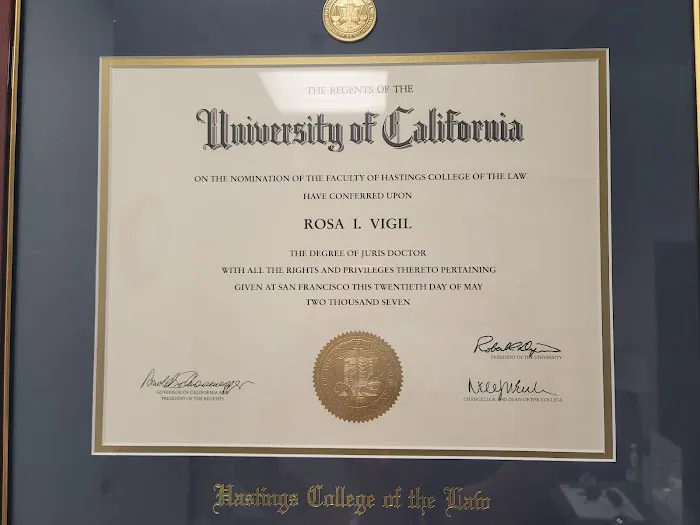 THE REGENTS OF THE
University of California
ON THE NOMINATION OF THE FACULTY OF HASTINGS COLLEGE OF THE LAW
HAVE CONFERRED UPON
ROSA I. VIGIL
THE DEGREE OF JURIS DOCTOR
WITH ALL THE RIGHTS AND PRIVILEGES THERETO PERTAINING
GIVEN AT SAN FRANCISCO THIS TWENTIETH DAY OF MAY
TWO THOUSAND SEVEN
PRESIDENT OF THE UNIVERSITY
GOVERNOR OF CALIFORNIA AND
PRESIDENT OF THE REGENTS
CHANCELLOR AND DEAN OF THE COLLEGE
Hastings College of the Law